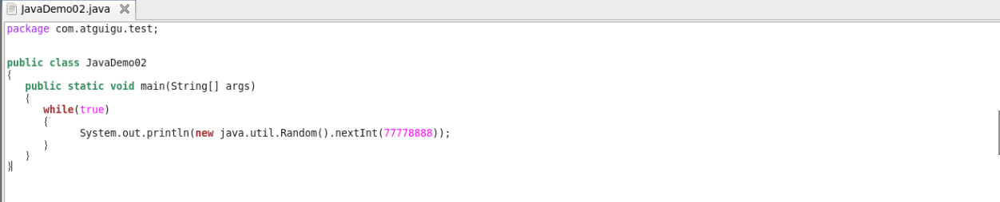 JavaDemo02.java
package com.atguigu.test;
public class JavaDemo02
{
public static void main(String[] args)
{
while(true)
{
System.out.println(new java.util.Random().nextInt(77778888));
}
}
}